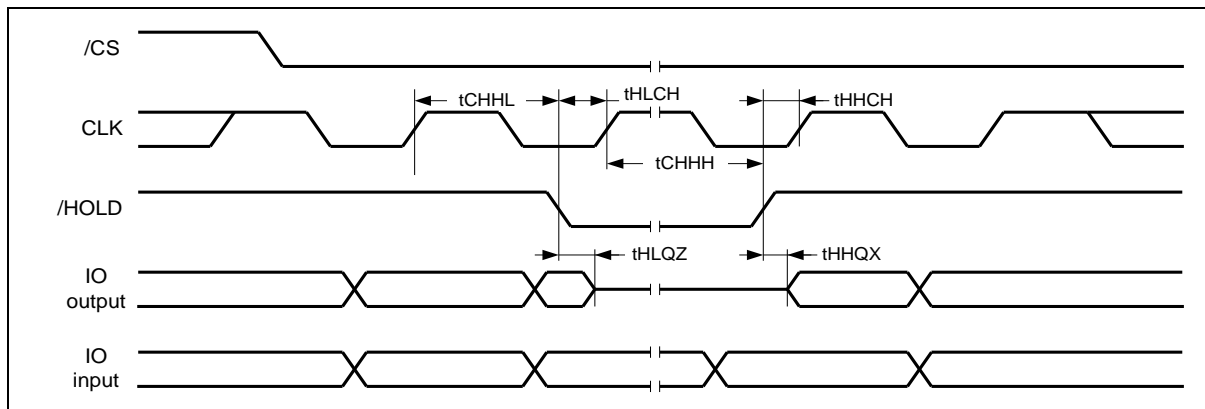 /CS
tCHHL
tHLCH
tHHCH
CLK
tCHHH
/HOLD
tHLQZ
tHHQX
IO
output
IO
input